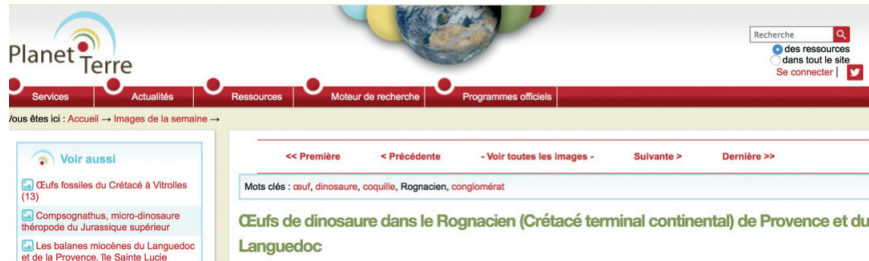 Planet Terre
Recherche
des ressources
dans tout le site
Se connecter |
Services
Actualités
Ressources
Moteur de recherche
Programmes officiels
Vous êtes ici : Accueil → Images de la semaine →
Voir aussi
Œufs fossiles du Crétacé à Vitrolles
(13)
Compsognathus, micro-dinosaure
théropode du Jurassique supérieur
Les balanes miocènes du Languedoc
et de la Provence, île Sainte Lucie
<< Première < Précédente - Voir toutes les images - Suivante > Dernière >>
Mots clés : œuf, dinosaure, coquille, Rognacien, conglomérat
Œufs de dinosaure dans le Rognacien (Crétacé terminal continental) de Provence et du
Languedoc